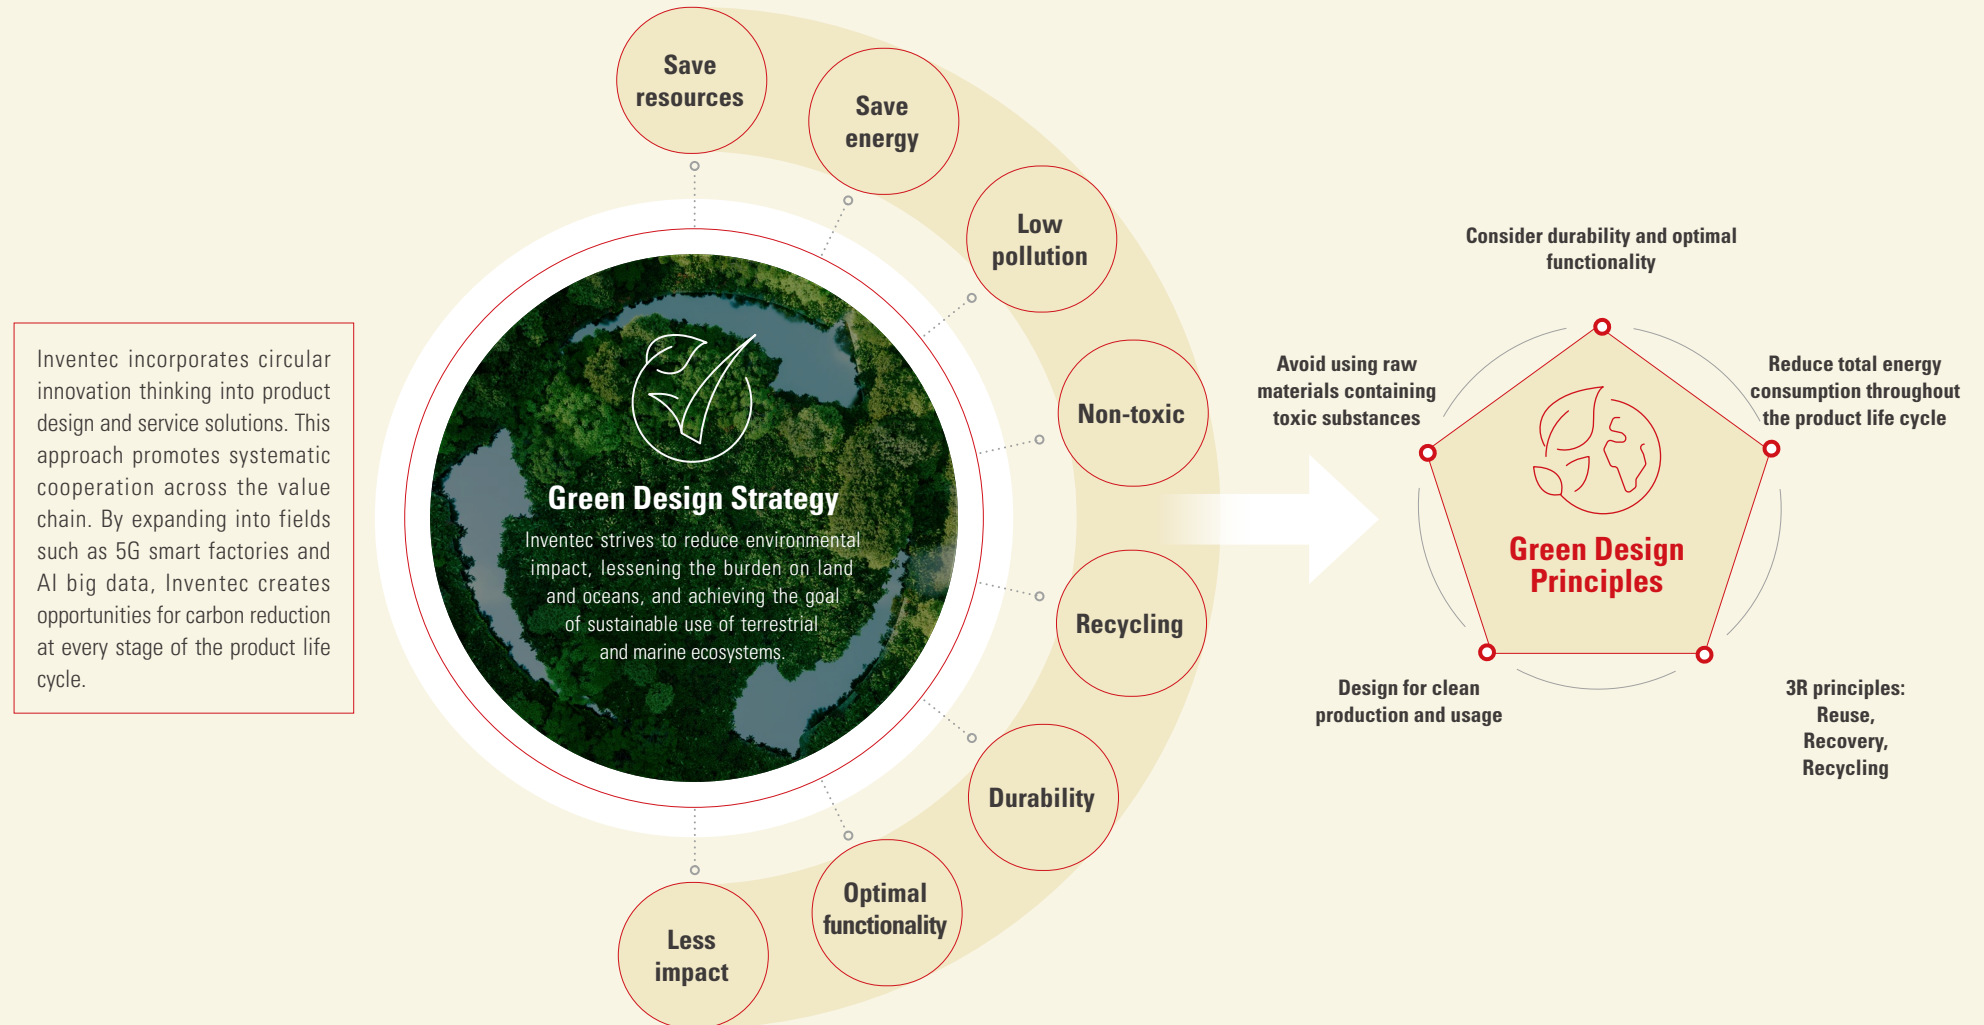 Inventec incorporates circular
innovation thinking into product
design and service solutions. This
approach promotes systematic
cooperation across the value
chain. By expanding into fields
such as 5G smart factories and
AI big data, Inventec creates
opportunities for carbon reduction
at every stage of the product life
cycle.
Green Design Strategy
Inventec strives to reduce environmental
impact, lessening the burden on land
and oceans, and achieving the goal
of sustainable use of terrestrial
and marine ecosystems.
Save
resources
Save
energy
Low
pollution
Non-toxic
Recycling
Durability
Optimal
functionality
Less
impact
Green Design
Principles
Consider durability and optimal
functionality
Reduce total energy
consumption throughout
the product life cycle
3R principles:
Reuse,
Recovery,
Recycling
Design for clean
production and usage
Avoid using raw
materials containing
toxic substances